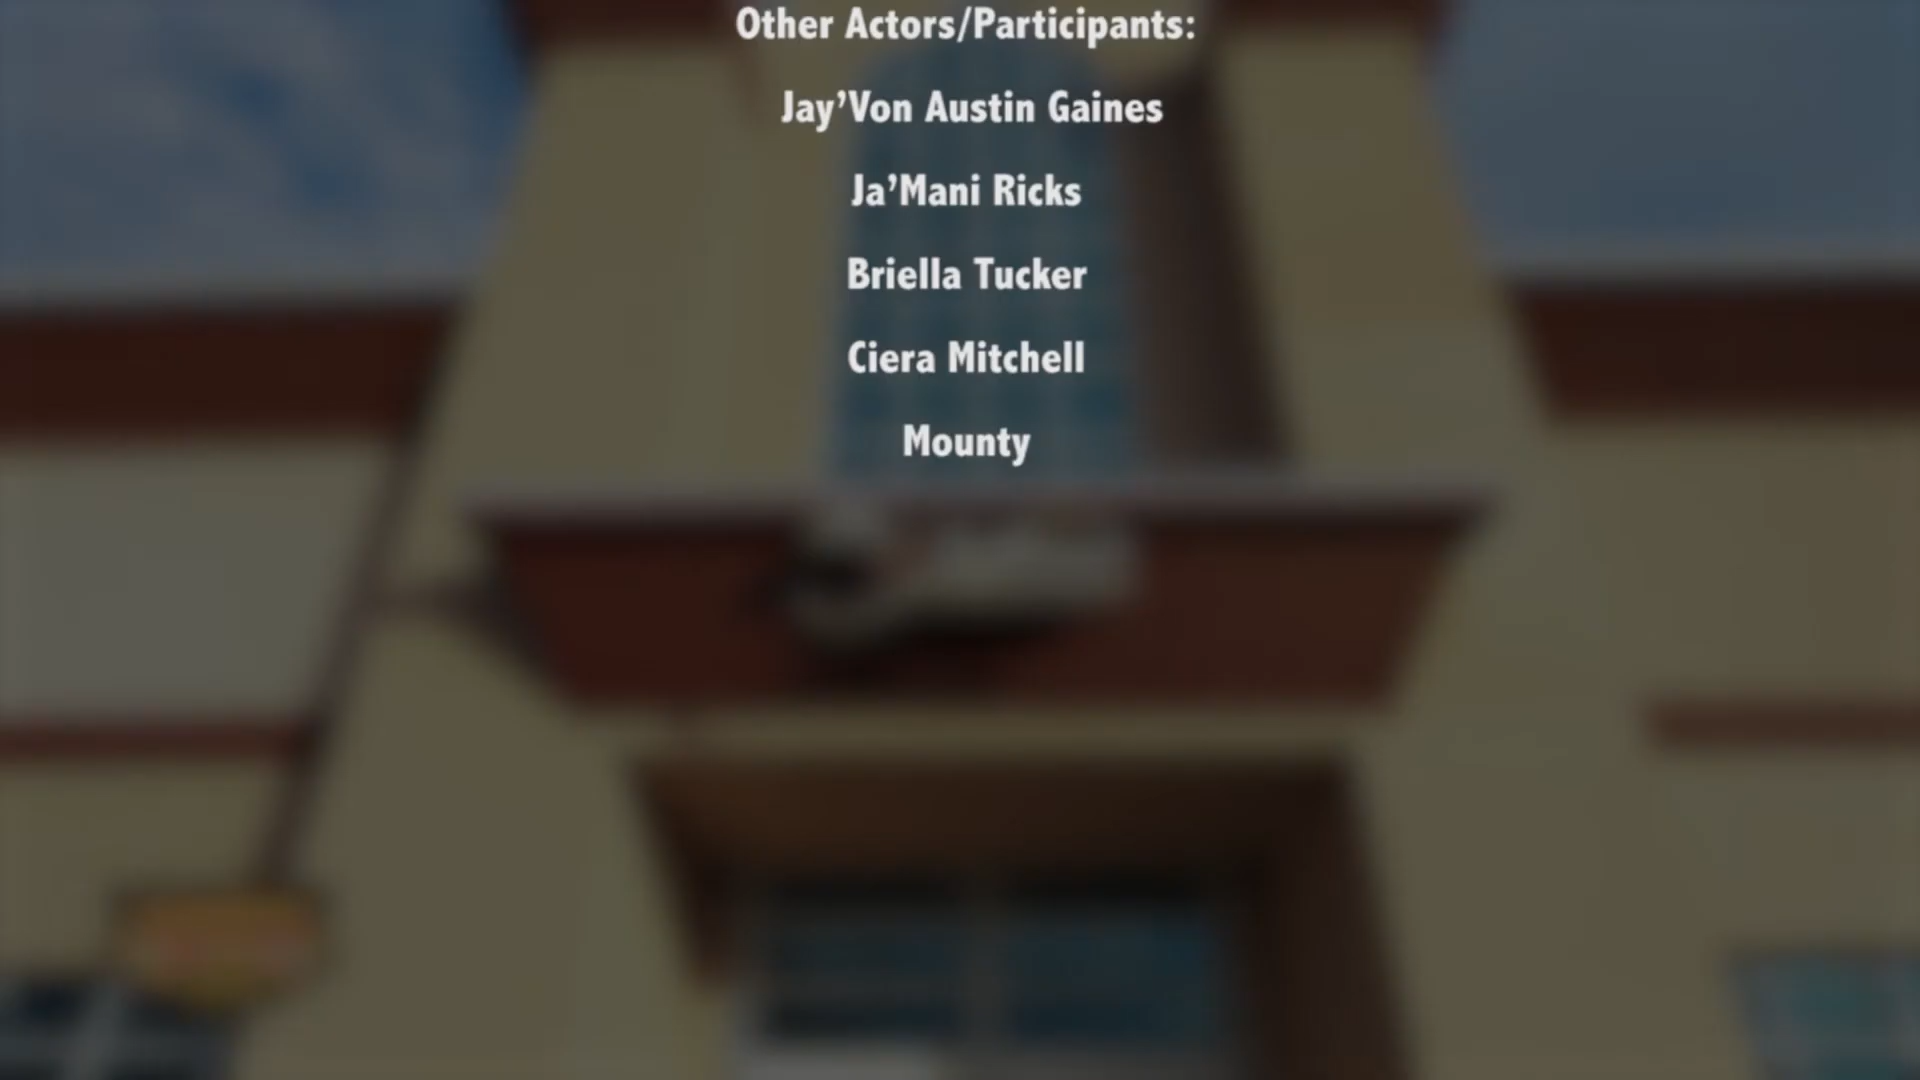 Other Actors/Participants:
Jay’Von Austin Gaines
Ja’Mani Ricks
Briella Tucker
Ciera Mitchell
Mounty